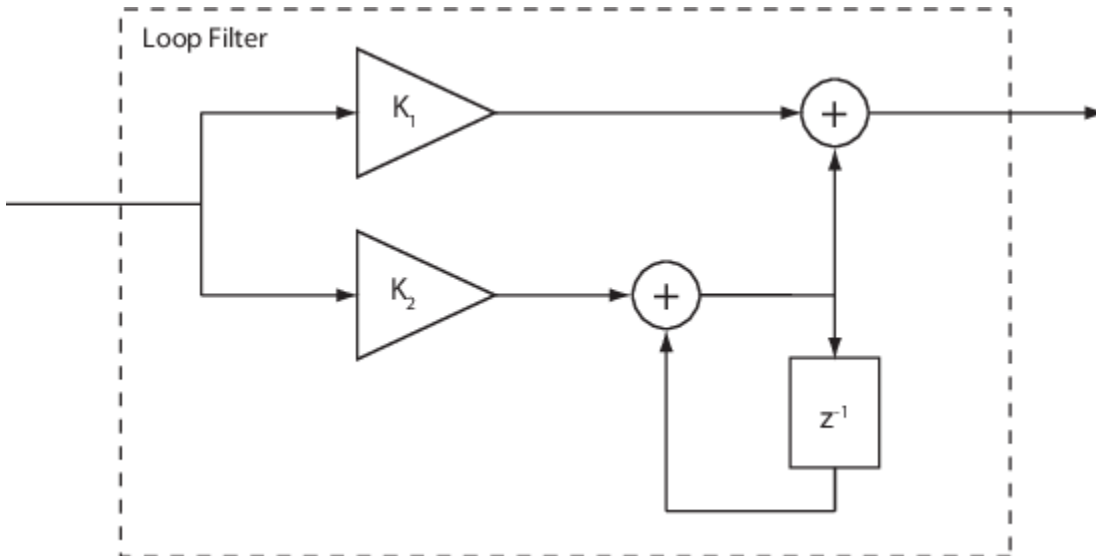 Loop Filter
K₁
+
K₂
+
z⁻¹